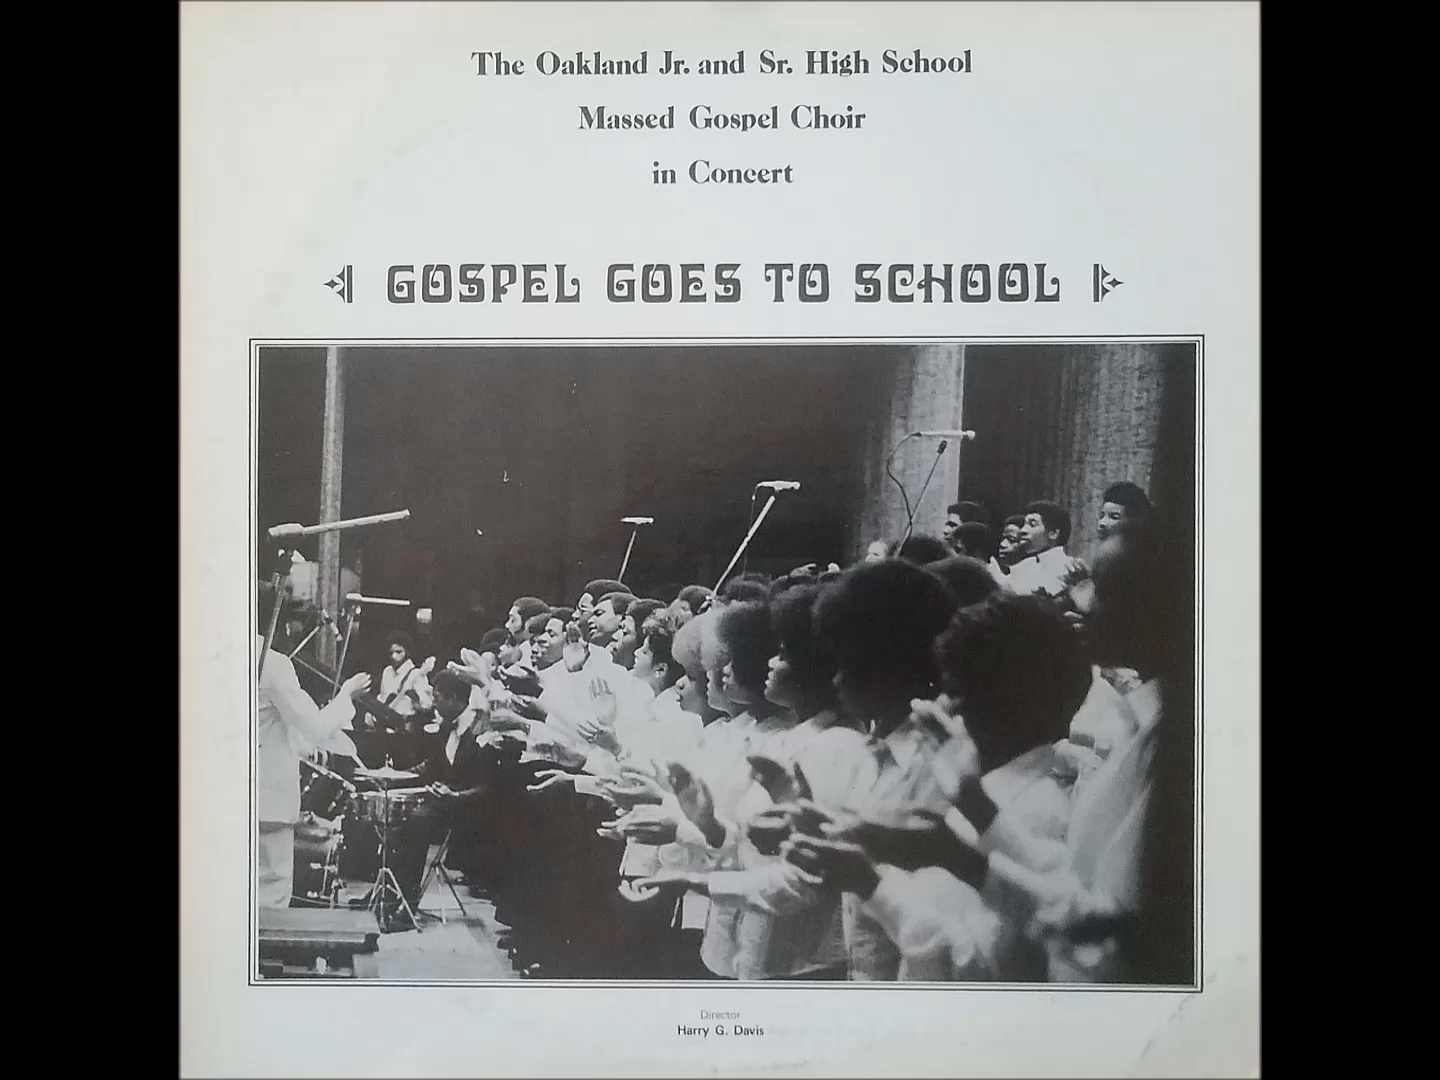 The Oakland Jr. and Sr. High School
Massed Gospel Choir
in Concert
GOSPEL GOES TO SCHOOL
Director
Harry G. Davis